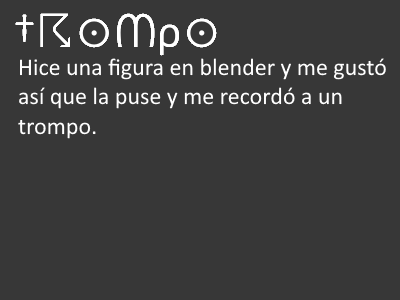 tRoMpo
Hice una figura en blender y me gustó
así que la puse y me recordó a un
trompo.